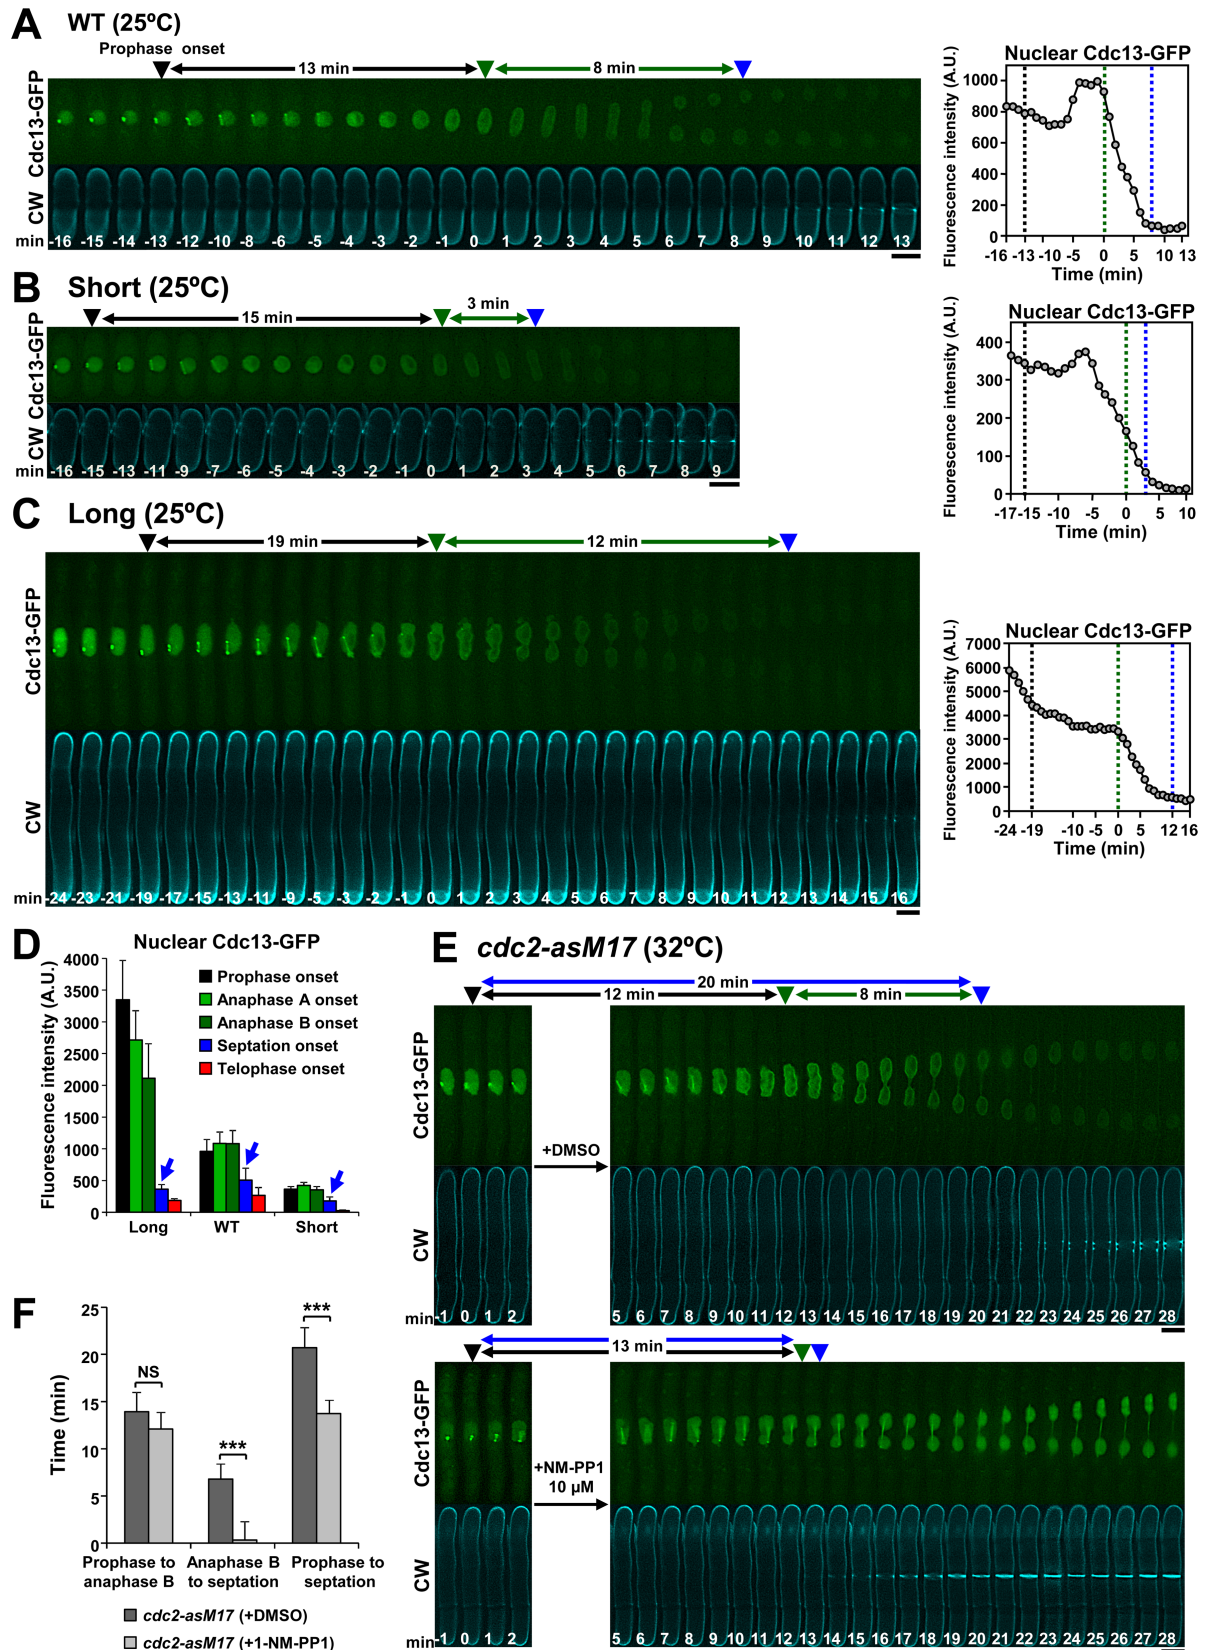 A WT (25ºC)
Prophase onset
13 min
8 min
Cdc13-GFP
CW
min -16 -15 -14 -13 -12 -10 -8 -6 -5 -4 -3 -2 -1 0 1 2 3 4 5 6 7 8 9 10 11 12 13
Nuclear Cdc13-GFP
Fluorescence intensity (A.U.)
1000
800
600
400
200
0
-16 -13 -10 -5 0 5 10 13
Time (min)
B Short (25ºC)
15 min
3 min
Cdc13-GFP
CW
min -16 -15 -13 -11 -9 -7 -6 -5 -4 -3 -2 -1 0 1 2 3 4 5 6 7 8 9
Nuclear Cdc13-GFP
Fluorescence intensity (A.U.)
400
300
200
100
0
-17 -15 -10 -5 0 5 10
Time (min)
C Long (25ºC)
19 min
12 min
Cdc13-GFP
CW
min -24 -23 -21 -19 -17 -15 -13 -11 -9 -5 -3 -2 -1 0 1 2 3 4 5 6 7 8 9 10 11 12 13 14 15 16
Nuclear Cdc13-GFP
Fluorescence intensity (A.U.)
7000
6000
5000
4000
3000
2000
1000
0
-24 -19 -10 -5 0 5 12 16
Time (min)
D Nuclear Cdc13-GFP
Fluorescence intensity (A.U.)
4000
3500
3000
2500
2000
1500
1000
500
0
Prophase onset
Anaphase A onset
Anaphase B onset
Septation onset
Telophase onset
Long WT Short
E cdc2-asM17 (32ºC)
20 min
12 min
8 min
Cdc13-GFP
+DMSO
CW
min -1 0 1 2 5 6 7 8 9 10 11 12 13 14 15 16 17 18 19 20 21 22 23 24 25 26 27 28
13 min
Cdc13-GFP
+NM-PP1
10 µM
CW
min -1 0 1 2 5 6 7 8 9 10 11 12 13 14 15 16 17 18 19 20 21 22 23 24 25 26 27 28
F
Time (min)
25
20
15
10
5
0
NS
***
***
Prophase to
anaphase B
Anaphase B
to septation
Prophase to
septation
cdc2-asM17 (+DMSO)
cdc2-asM17 (+1-NM-PP1)